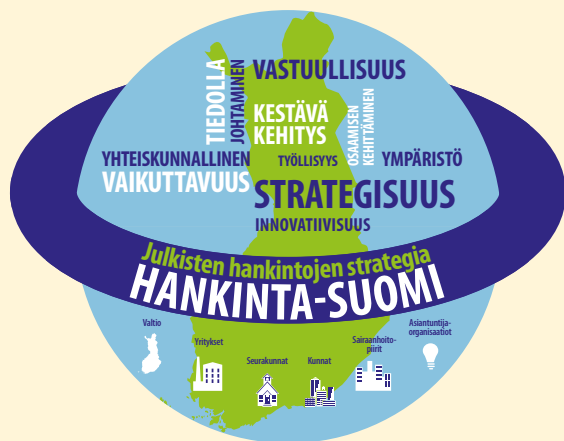 TIEDOLLA
JOHTAMINEN
VASTUULLISUUS
KESTÄVÄ
KEHITYS
OSAAMISEN
KEHITTÄMINEN
YHTEISKUNNALLINEN
VAIKUTTAVUUS
TYÖLLISYYS
YMPÄRISTÖ
STRATEGISUUS
INNOVATIIVISUUS
Julkisten hankintojen strategia
HANKINTA-SUOMI
Valtio
Yritykset
Seurakunnat
Kunnat
Sairaanhoito-
piirit
Asiantuntija-
organisaatiot